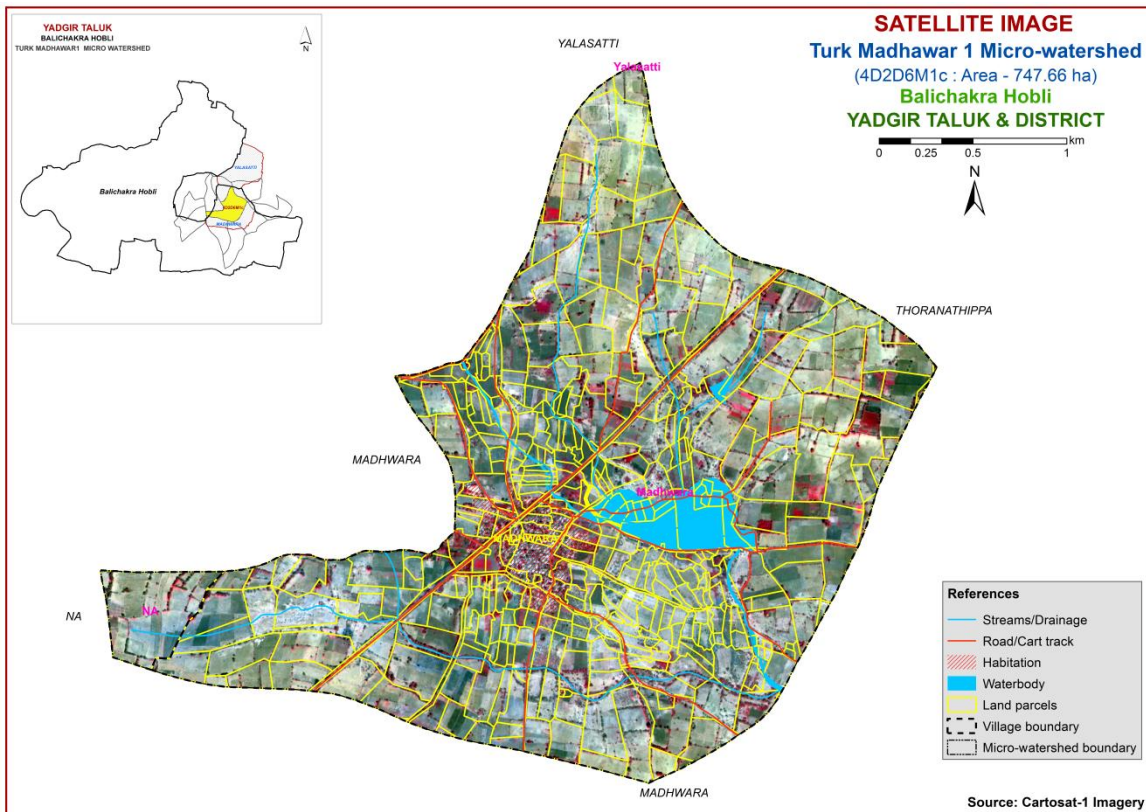 YADGIR TALUK
BALICHAKRA HOBLI
TURK MADHAWAR1 MICRO WATERSHED
N
YALASATTI
Balichakra Hobli
4D2D6M1c
MADHWARA
SATELLITE IMAGE
Turk Madhawar 1 Micro-watershed
(4D2D6M1c : Area - 747.66 ha)
Balichakra Hobli
YADGIR TALUK & DISTRICT
km
0 0.25 0.5 1
N
YALASATTI
Yalasatti
THORANATHIPPA
MADHWARA
Madhwara
MADHWARA
NA
NA
MADHWARA
References
Streams/Drainage
Road/Cart track
Habitation
Waterbody
Land parcels
Village boundary
Micro-watershed boundary
Source: Cartosat-1 Imagery